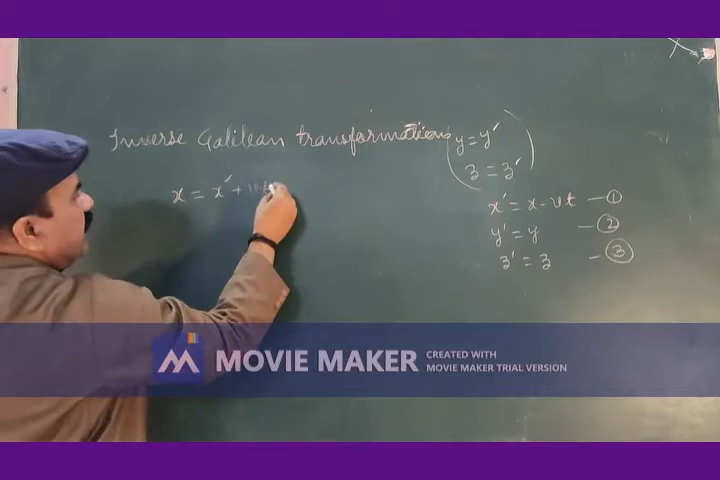 Inverse Galilean transformations
y = y'
z = z'
x = x' + vt
x' = x - vt — ①
y' = y — ②
z' = z — ③
MOVIE MAKER
CREATED WITH
MOVIE MAKER TRIAL VERSION